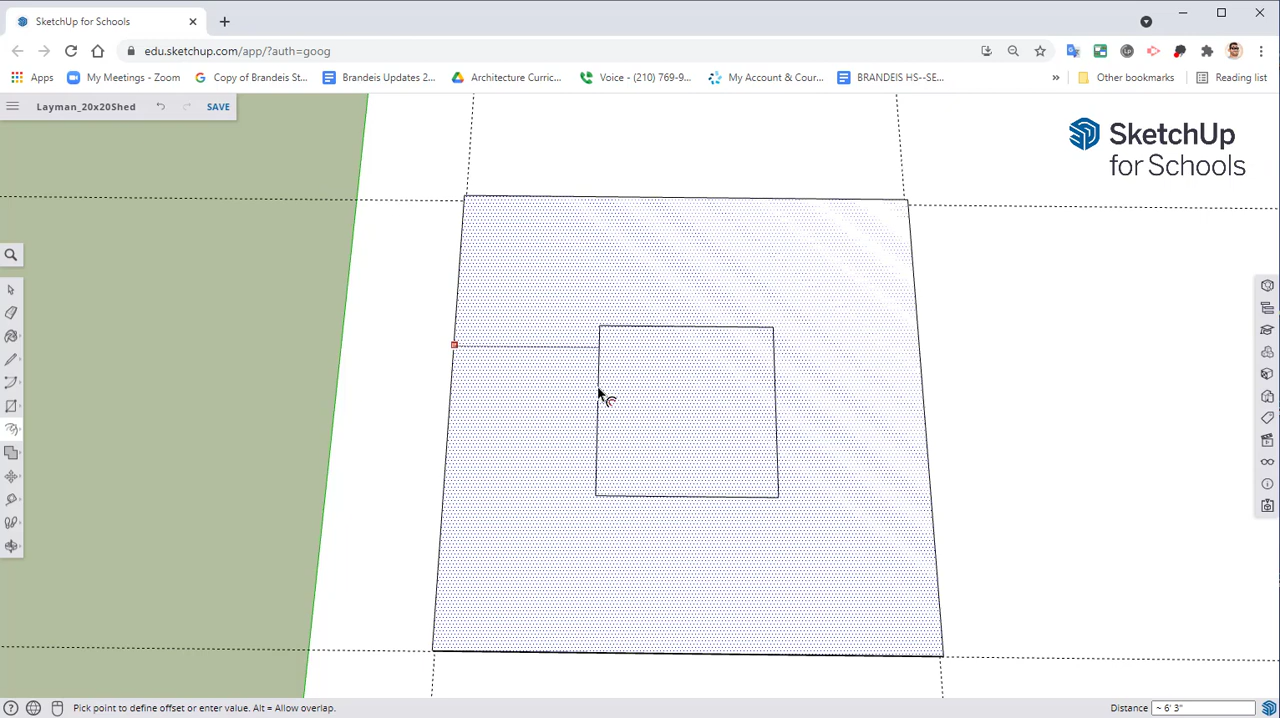 SketchUp for Schools
edu.sketchup.com/app/?auth=goog
Apps
My Meetings - Zoom
Copy of Brandeis St...
Brandeis Updates 2...
Architecture Curric...
Voice - (210) 769-9...
My Account & Cour...
BRANDEIS HS--SE...
»
Other bookmarks
Reading list
Layman_20x20Shed
SAVE
SketchUp
for Schools
Pick point to define offset or enter value. Alt = Allow overlap.
Distance
~ 6' 3"